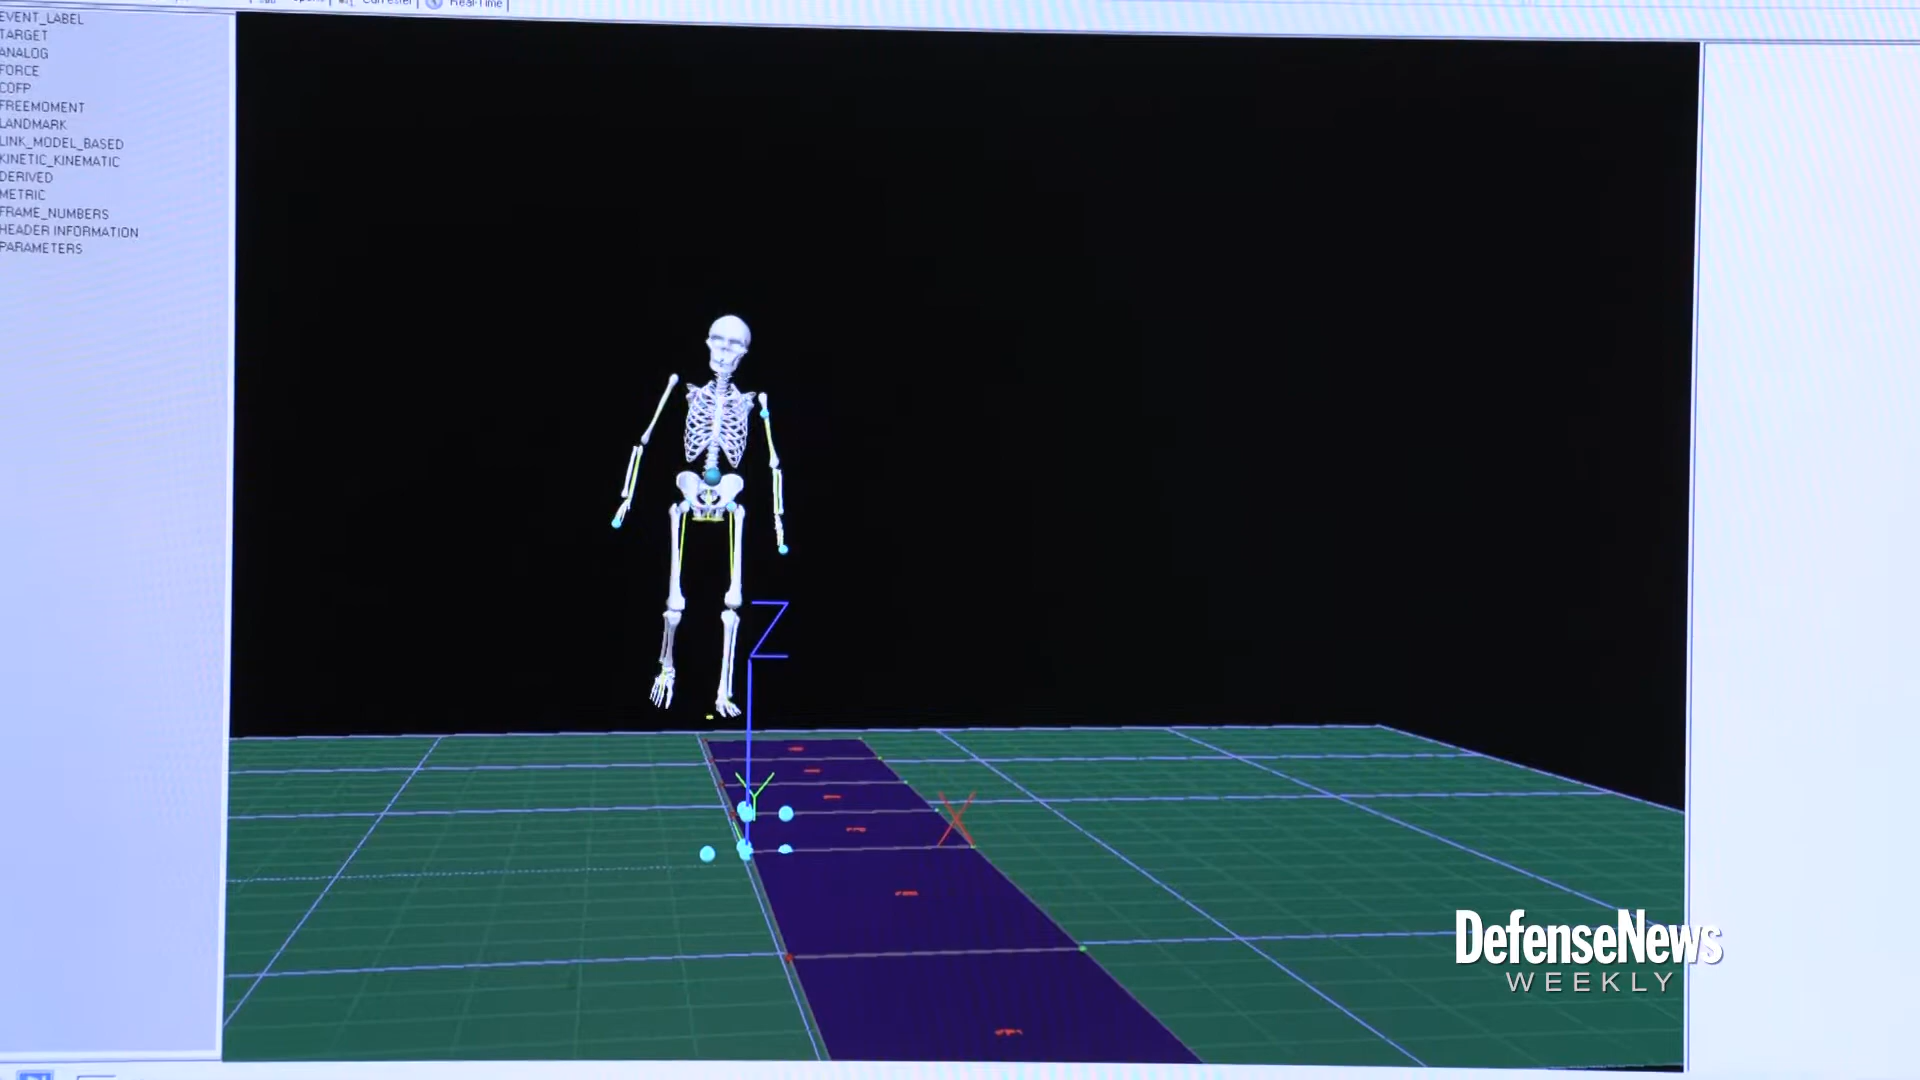 Real-Time
EVENT_LABEL
TARGET
ANALOG
FORCE
COFP
FREEMOMENT
LANDMARK
LINK_MODEL_BASED
KINETIC_KINEMATIC
DERIVED
METRIC
FRAME_NUMBERS
HEADER INFORMATION
PARAMETERS
Z
Y
X
DefenseNews
WEEKLY